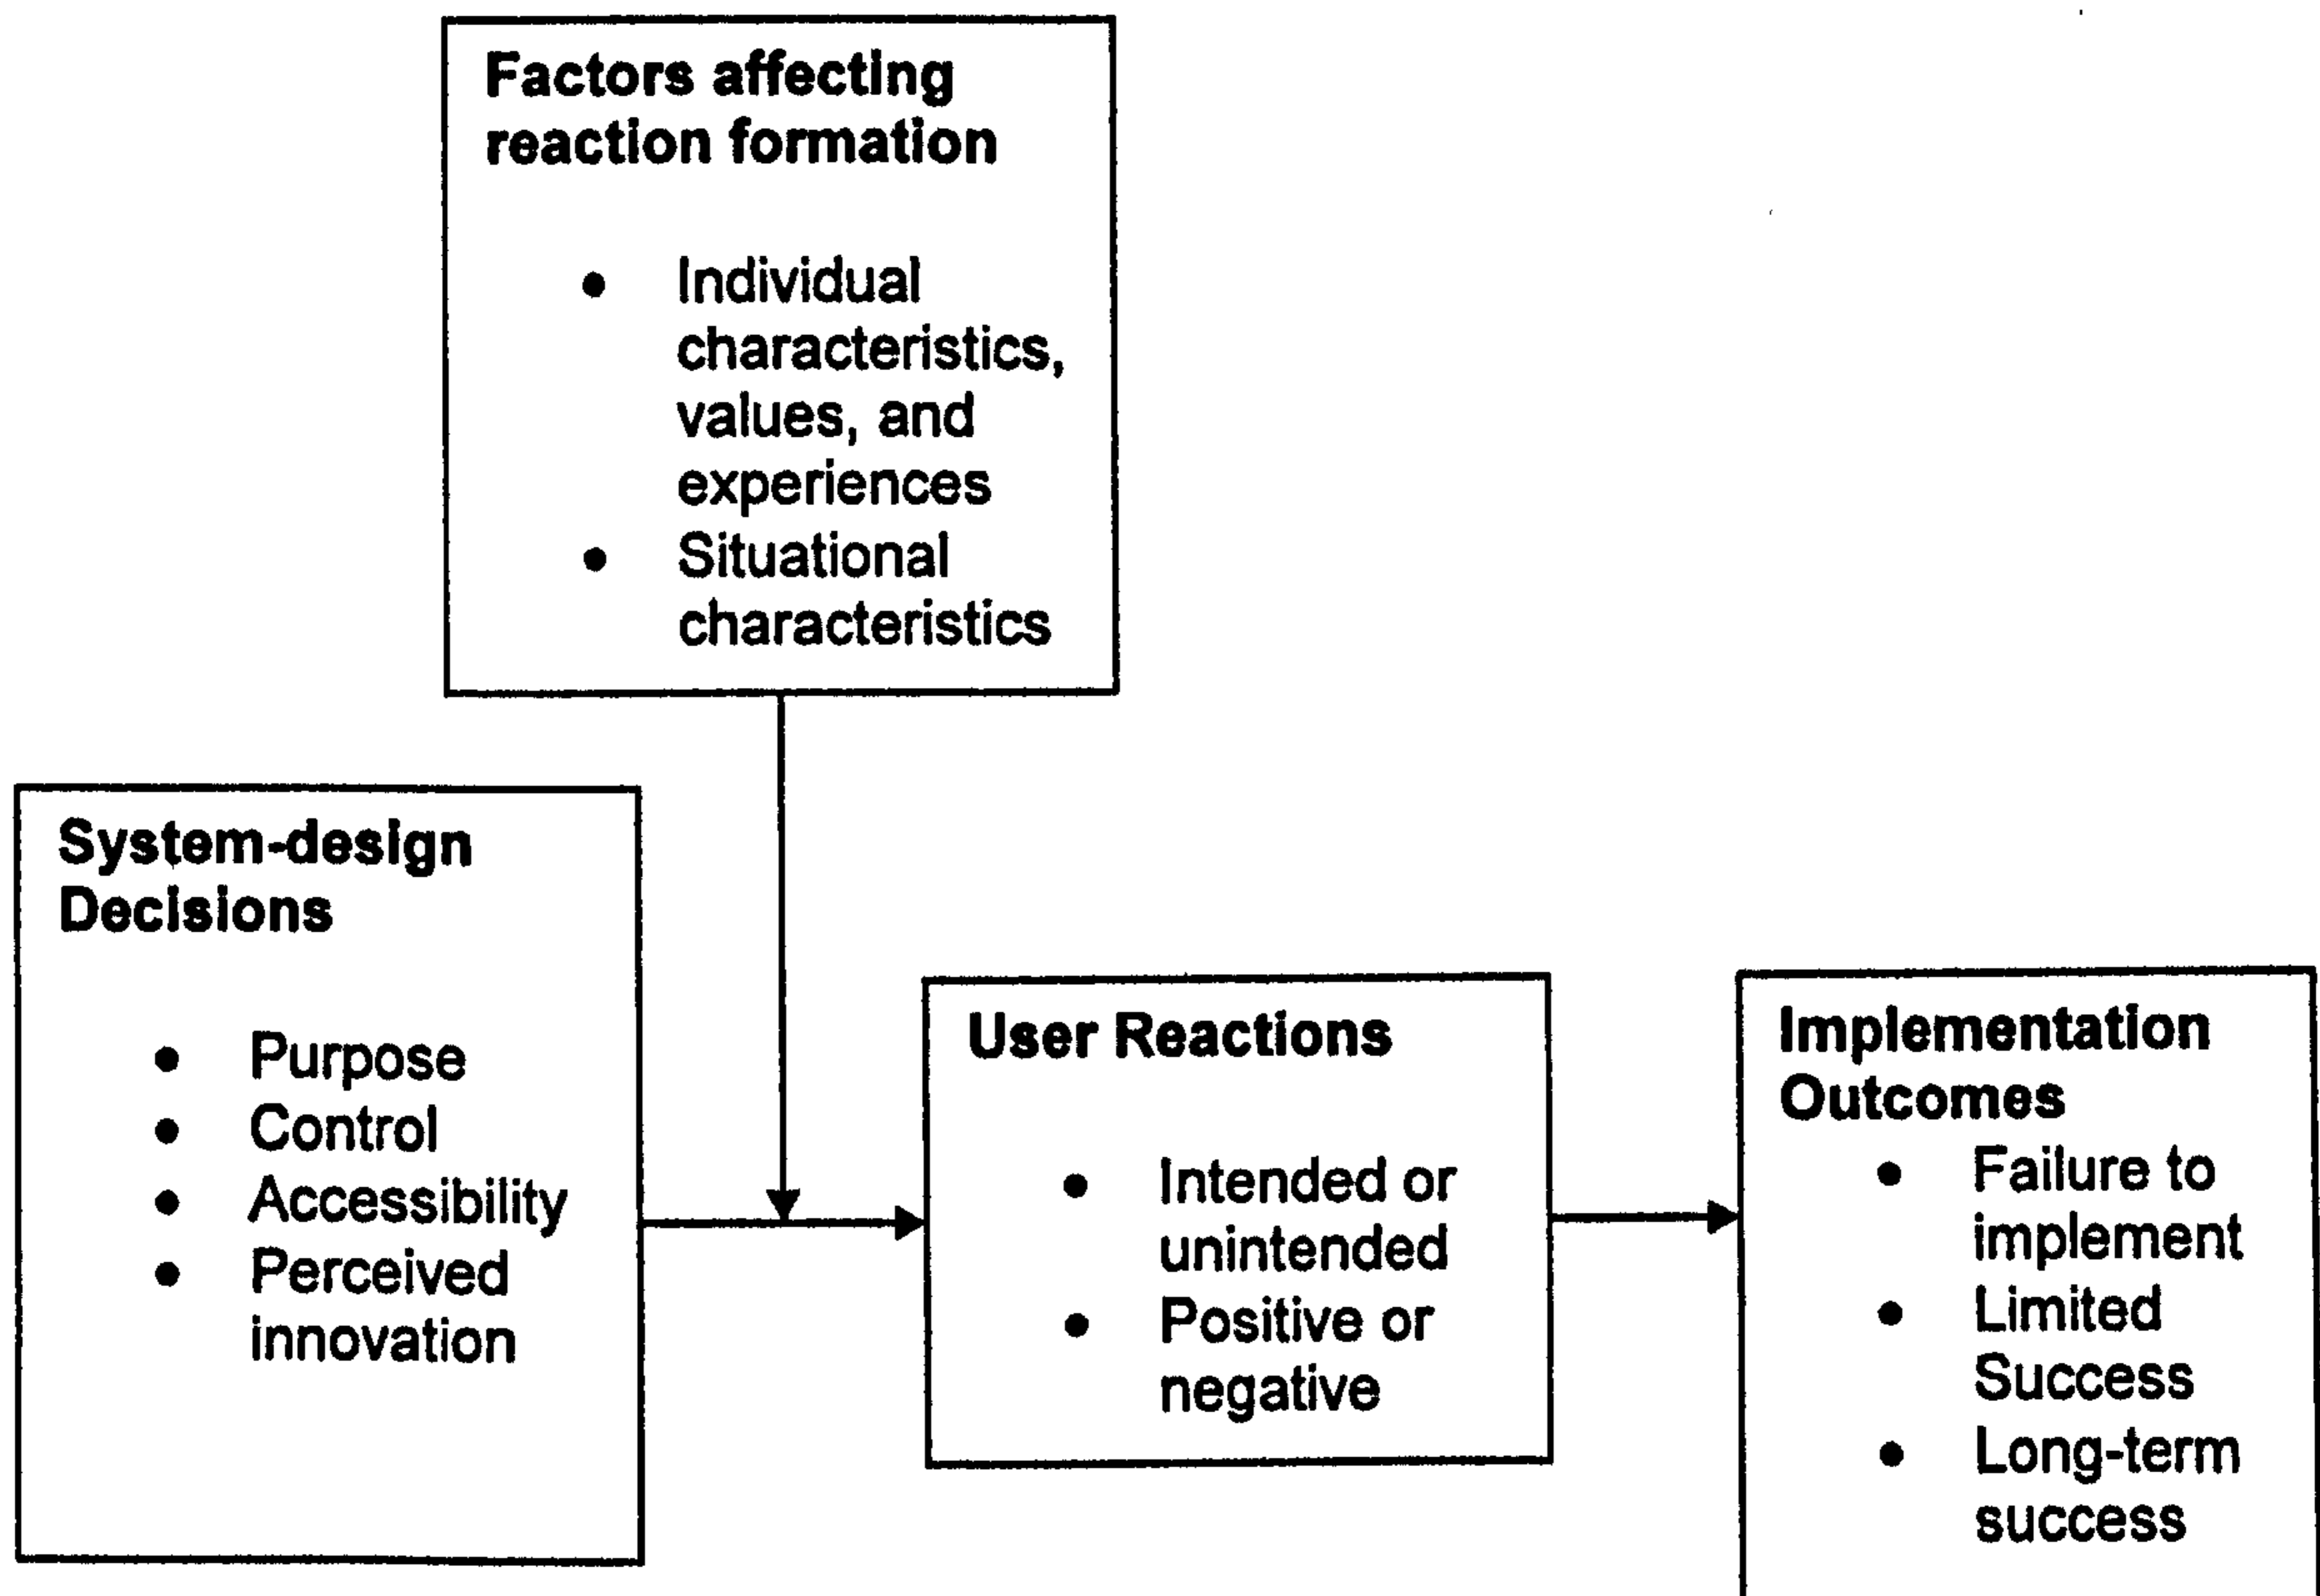 Factors affecting
reaction formation
• Individual
characteristics,
values, and
experiences
• Situational
characteristics
System-design
Decisions
• Purpose
• Control
• Accessibility
• Perceived
innovation
User Reactions
• Intended or
unintended
• Positive or
negative
Implementation
Outcomes
• Failure to
implement
• Limited
Success
• Long-term
success